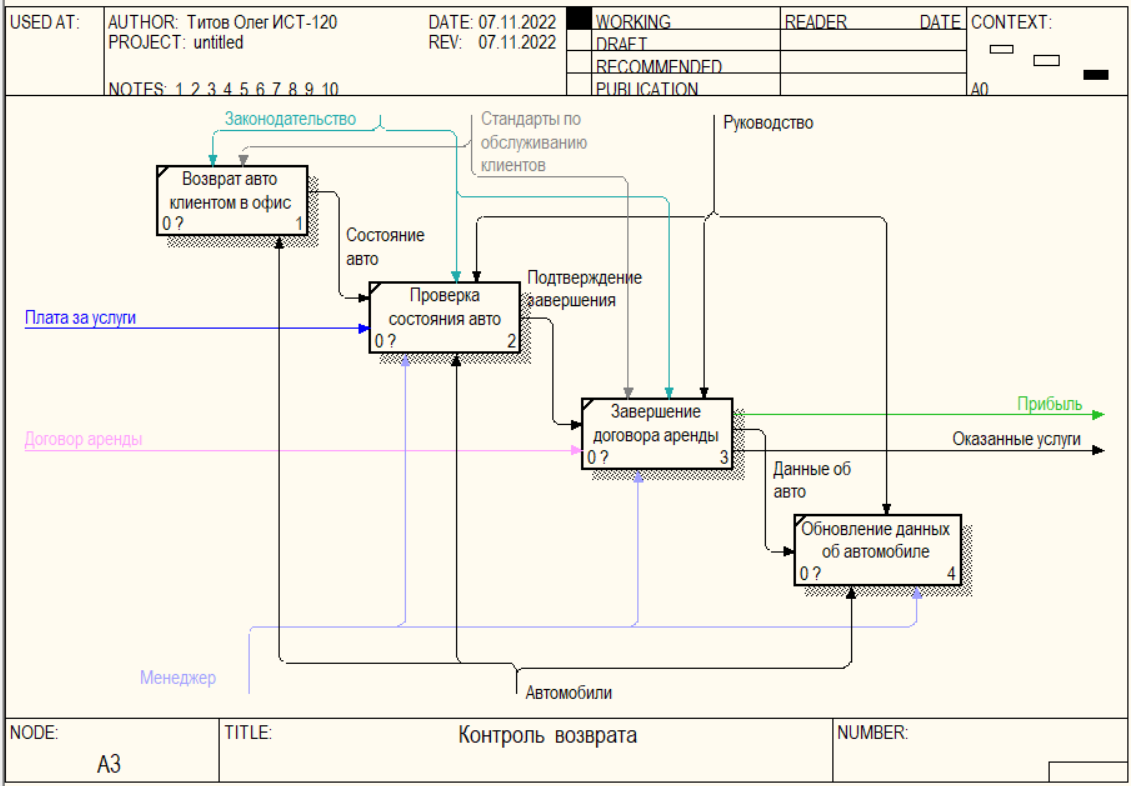 USED AT:
AUTHOR: Титов Олег ИСТ-120
DATE: 07.11.2022
PROJECT: untitled
REV: 07.11.2022
NOTES: 1 2 3 4 5 6 7 8 9 10
WORKING
DRAFT
RECOMMENDED
PUBLICATION
READER
DATE
CONTEXT:
A0
Законодательство
Стандарты по
обслуживанию
клиентов
Руководство
Возврат авто
клиентом в офис
0 ?
1
Состояние
авто
Плата за услуги
Проверка
состояния авто
0 ?
2
Подтверждение
завершения
Договор аренды
Завершение
договора аренды
0 ?
3
Прибыль
Оказанные услуги
Данные об
авто
Обновление данных
об автомобиле
0 ?
4
Менеджер
Автомобили
NODE:
A3
TITLE:
Контроль возврата
NUMBER: